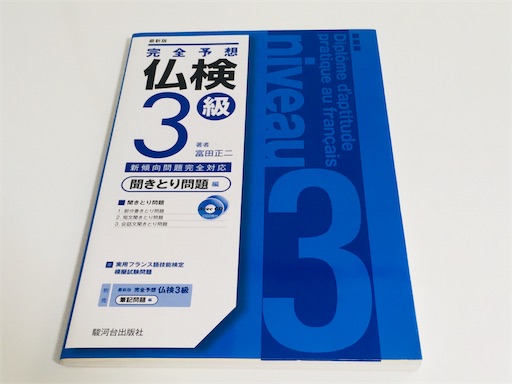 最新版
完全予想
仏検
3級
著者
富田正二
新傾向問題完全対応
聞きとり問題 編
聞きとり問題
1. 部分書きとり問題
2. 短文聞きとり問題
3. 会話文聞きとり問題
実用フランス語技能検定
模擬試験問題
最新版 完全予想 仏検3級
筆記問題 編
駿河台出版社
Diplôme d'aptitude
pratique au français
niveau
3